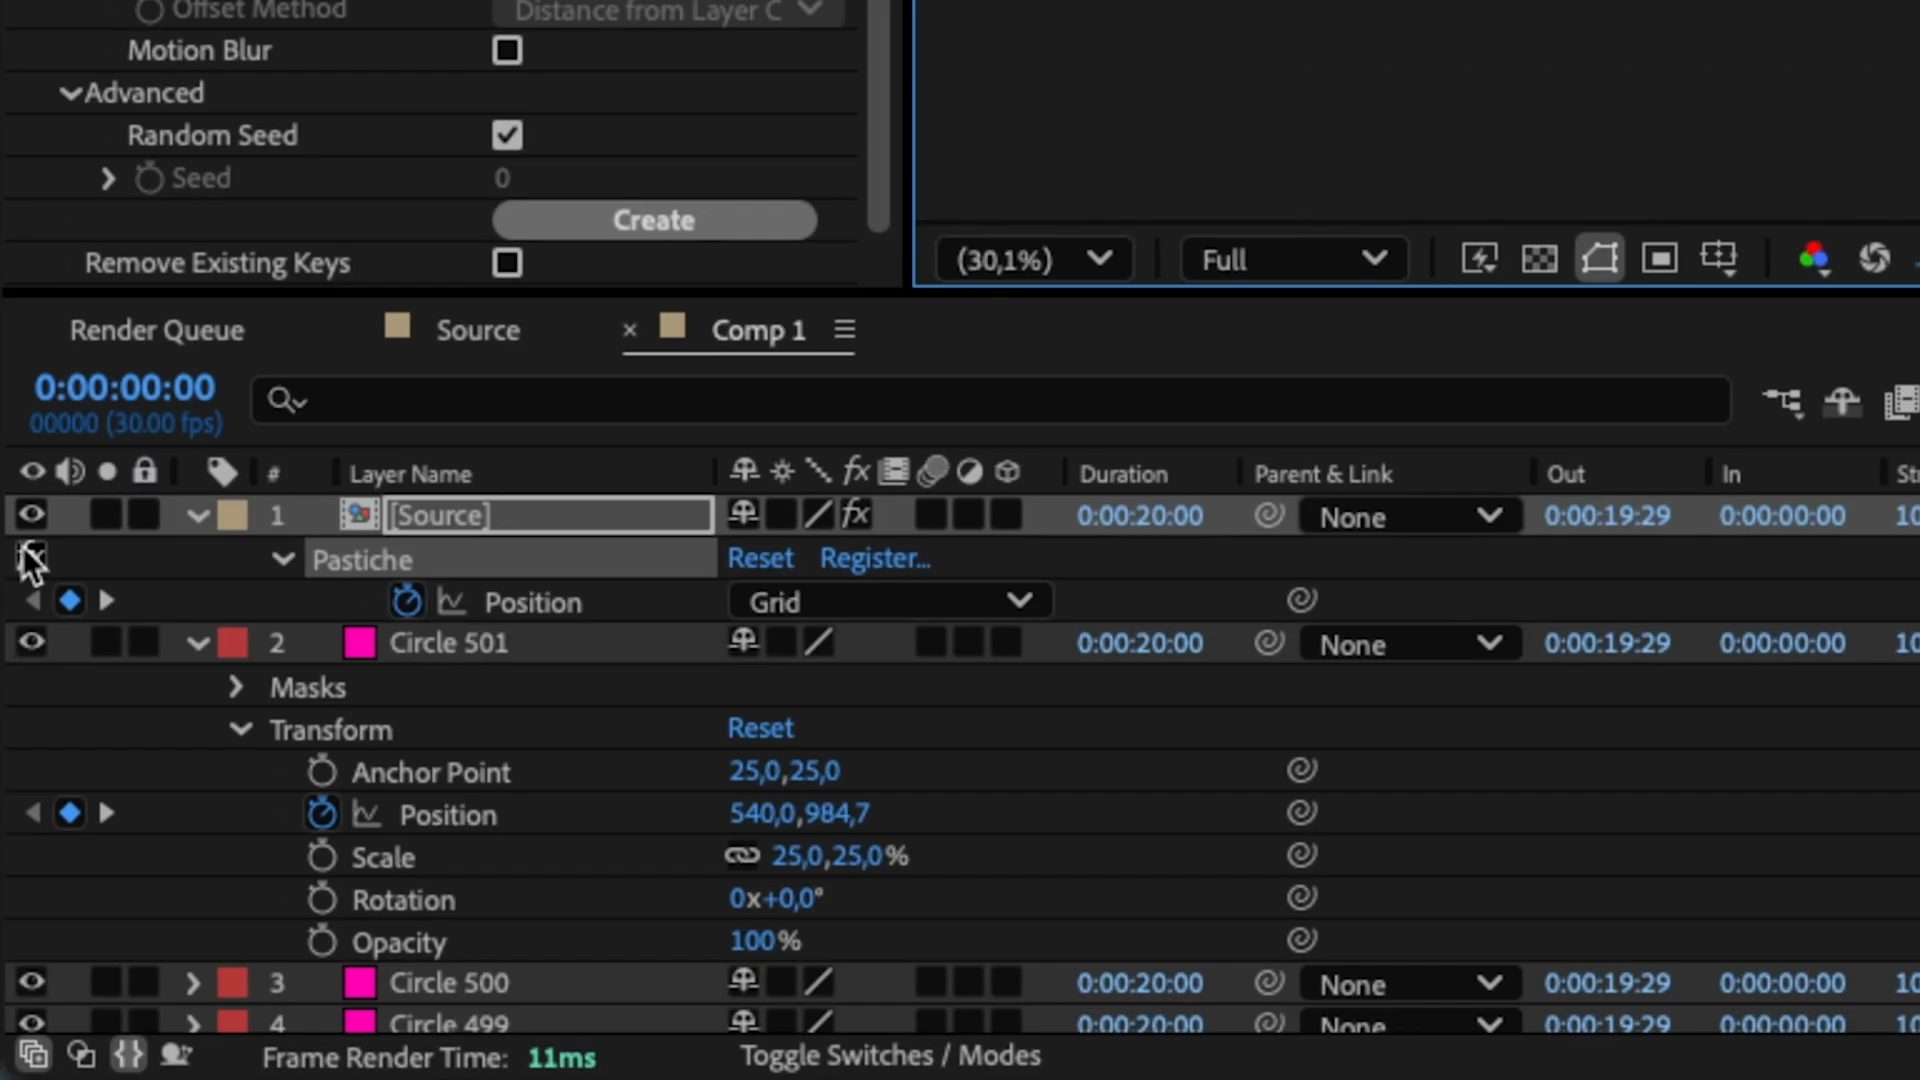 Offset Method Distance from Layer C
Motion Blur
Advanced
Random Seed
Seed 0
Create
Remove Existing Keys
(30,1%) Full
Render Queue Source × Comp 1
0:00:00:00
00000 (30.00 fps)
# Layer Name fx Duration Parent & Link Out In St
1 [Source] fx 0:00:20:00 None 0:00:19:29 0:00:00:00 10
Pastiche Reset Register...
Position Grid
2 Circle 501 0:00:20:00 None 0:00:19:29 0:00:00:00 10
Masks
Transform Reset
Anchor Point 25,0,25,0
Position 540,0,984,7
Scale 25,0,25,0%
Rotation 0x+0,0°
Opacity 100%
3 Circle 500 0:00:20:00 None 0:00:19:29 0:00:00:00 10
4 Circle 499 0:00:20:00 None 0:00:19:29 0:00:00:00 10
Frame Render Time: 11ms Toggle Switches / Modes